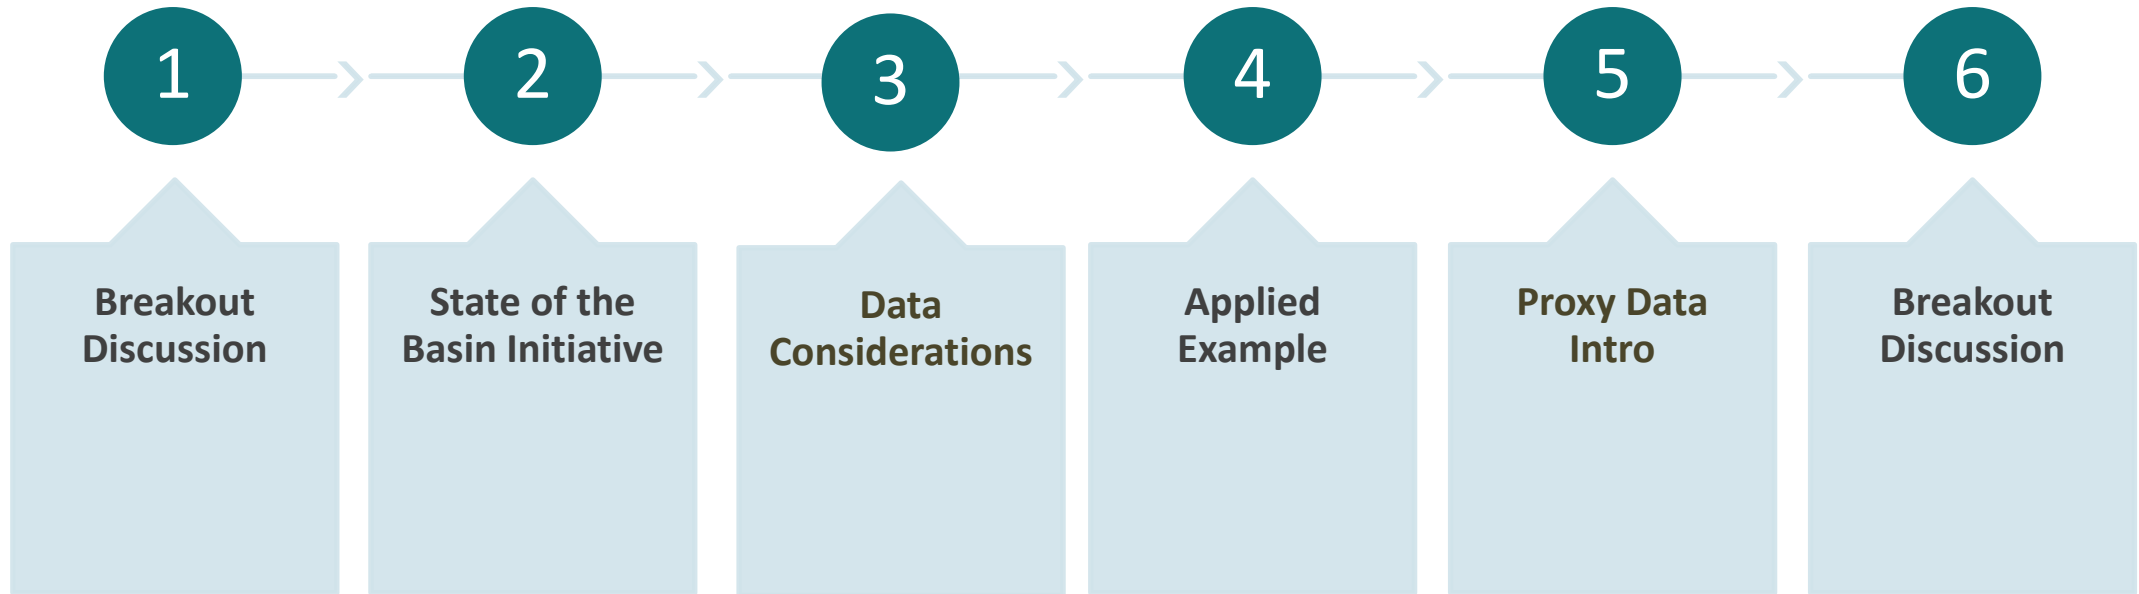 1
2
3
4
5
6
Breakout
Discussion
State of the
Basin Initiative
Data
Considerations
Applied
Example
Proxy Data
Intro
Breakout
Discussion